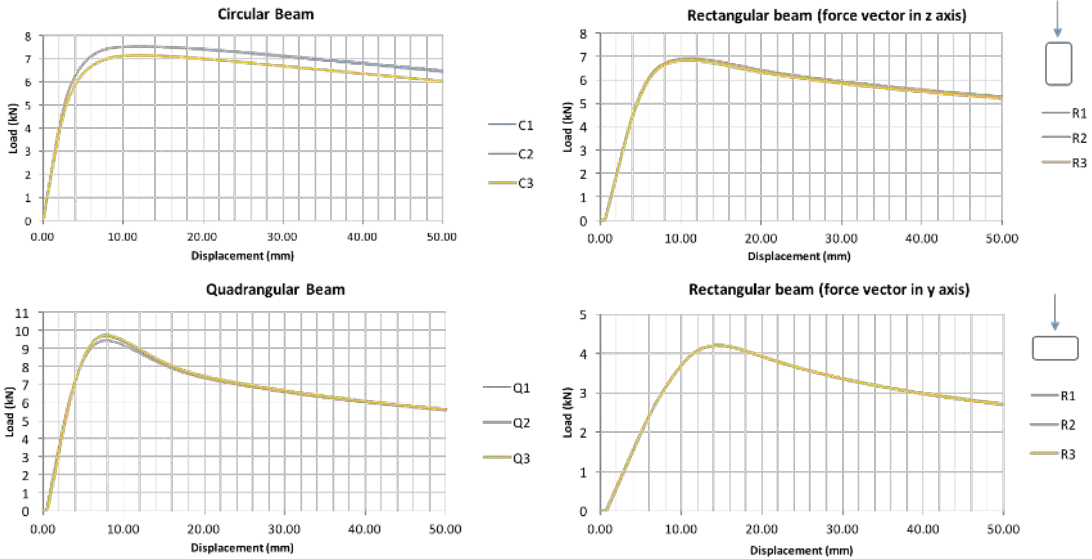 Circular Beam
Load (kN)
8
7
6
5
4
3
2
1
0
0.00 10.00 20.00 30.00 40.00 50.00
Displacement (mm)
C1
C2
C3
Rectangular beam (force vector in z axis)
Load (kN)
8
7
6
5
4
3
2
1
0
0.00 10.00 20.00 30.00 40.00 50.00
Displacement (mm)
R1
R2
R3
Quadrangular Beam
Load (kN)
11
10
9
8
7
6
5
4
3
2
1
0
0.00 10.00 20.00 30.00 40.00 50.00
Displacement (mm)
Q1
Q2
Q3
Rectangular beam (force vector in y axis)
Load (kN)
5
4
3
2
1
0
0.00 10.00 20.00 30.00 40.00 50.00
Displacement (mm)
R1
R2
R3